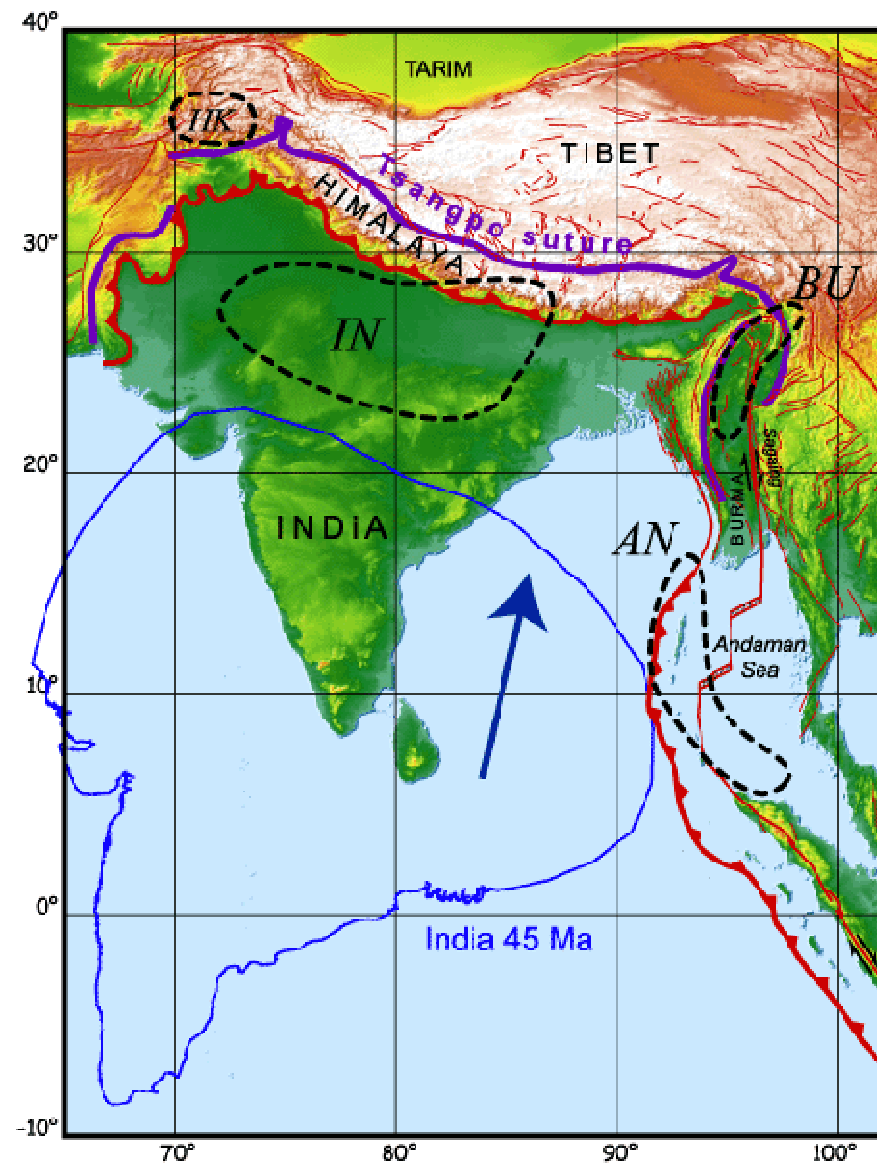 40°
TARIM
HK
TIBET
Tsangpo suture
HIMALAYA
30°
BU
IN
20°
Sagaing
BURMA
INDiA
AN
Andaman
Sea
10°
0°
India 45 Ma
-10°
70°
80°
90°
100°